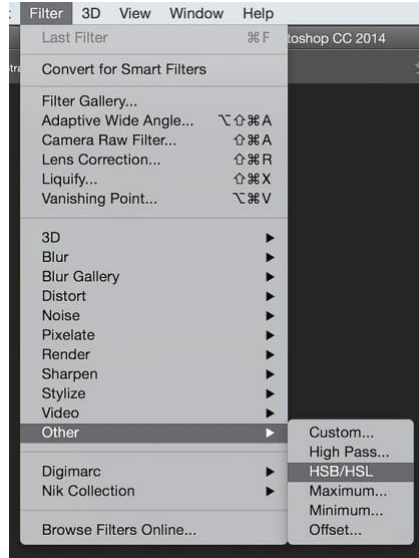 Filter 3D View Window Help
Last Filter ⌘F
toshop CC 2014
Convert for Smart Filters
Filter Gallery...
Adaptive Wide Angle... ⌥⇧⌘A
Camera Raw Filter... ⇧⌘A
Lens Correction... ⇧⌘R
Liquify... ⇧⌘X
Vanishing Point... ⌥⌘V
3D
Blur
Blur Gallery
Distort
Noise
Pixelate
Render
Sharpen
Stylize
Video
Other
Custom...
High Pass...
HSB/HSL
Maximum...
Minimum...
Offset...
Digimarc
Nik Collection
Browse Filters Online...